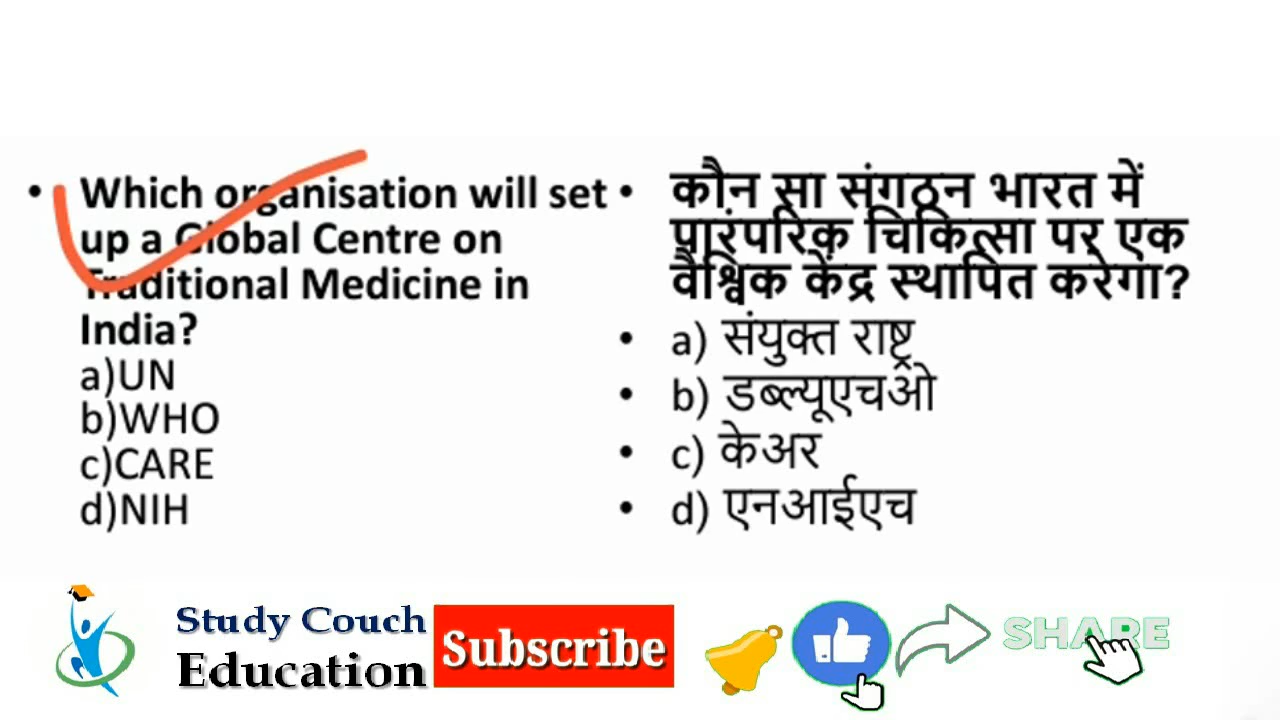 • Which organisation will set
up a Global Centre on
Traditional Medicine in
India?
a)UN
b)WHO
c)CARE
d)NIH
• कौन सा संगठन भारत में
पारंपरिक चिकित्सा पर एक
वैश्विक केंद्र स्थापित करेगा?
• a) संयुक्त राष्ट्र
• b) डब्ल्यूएचओ
• c) केअर
• d) एनआईएच
Study Couch
Education
Subscribe
SHARE